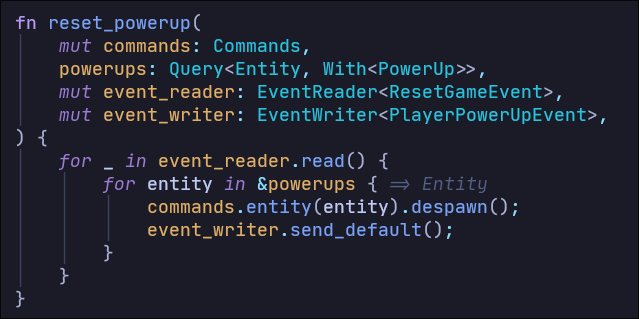 fn reset_powerup(
    mut commands: Commands,
    powerups: Query<Entity, With<PowerUp>>,
    mut event_reader: EventReader<ResetGameEvent>,
    mut event_writer: EventWriter<PlayerPowerUpEvent>,
) {
    for _ in event_reader.read() {
        for entity in &powerups { => Entity
            commands.entity(entity).despawn();
            event_writer.send_default();
        }
    }
}